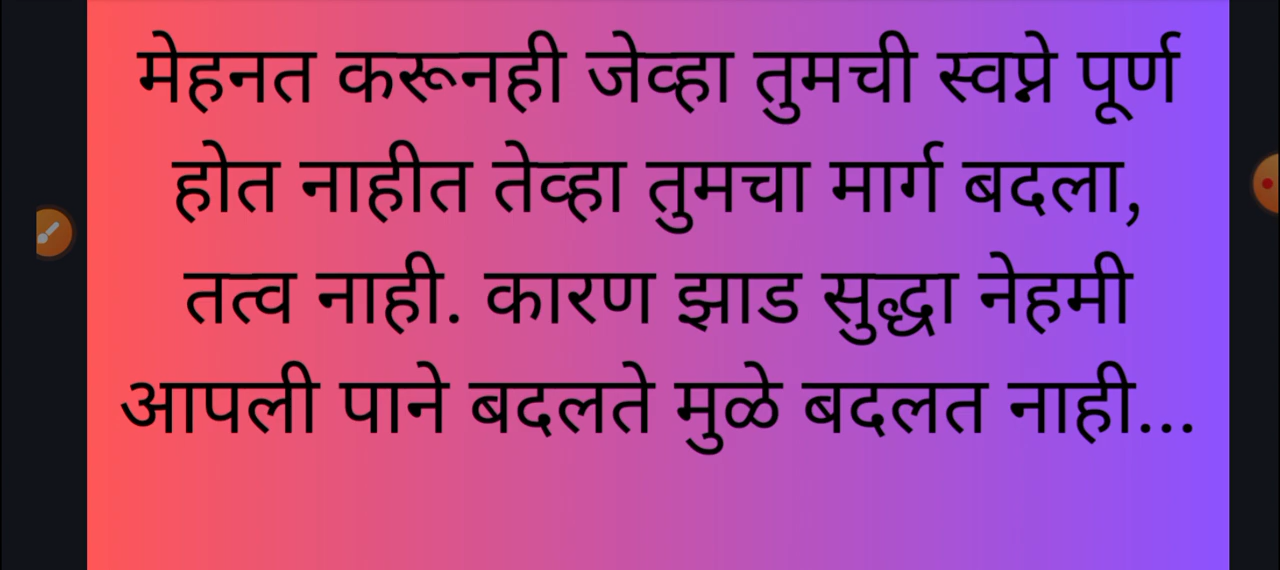 मेहनत करूनही जेव्हा तुमची स्वप्ने पूर्ण
होत नाहीत तेव्हा तुमचा मार्ग बदला,
तत्व नाही. कारण झाड सुद्धा नेहमी
आपली पाने बदलते मुळे बदलत नाही...